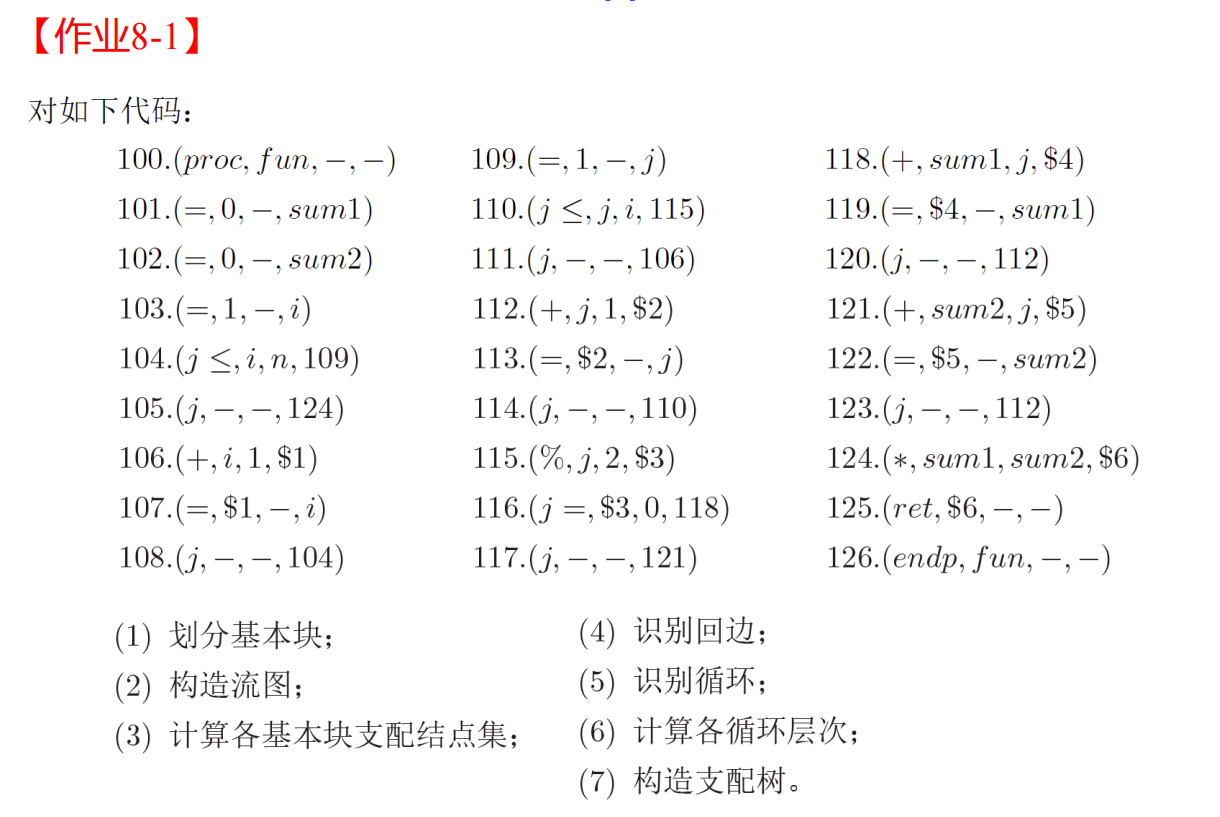 【作业8-1】
对如下代码：
100.(proc, fun, −, −)
101.(=, 0, −, sum1)
102.(=, 0, −, sum2)
103.(=, 1, −, i)
104.(j ≤, i, n, 109)
105.(j, −, −, 124)
106.(+, i, 1, $1)
107.(=, $1, −, i)
108.(j, −, −, 104)
109.(=, 1, −, j)
110.(j ≤, j, i, 115)
111.(j, −, −, 106)
112.(+, j, 1, $2)
113.(=, $2, −, j)
114.(j, −, −, 110)
115.(%, j, 2, $3)
116.(j =, $3, 0, 118)
117.(j, −, −, 121)
118.(+, sum1, j, $4)
119.(=, $4, −, sum1)
120.(j, −, −, 112)
121.(+, sum2, j, $5)
122.(=, $5, −, sum2)
123.(j, −, −, 112)
124.(∗, sum1, sum2, $6)
125.(ret, $6, −, −)
126.(endp, fun, −, −)
(1) 划分基本块；
(2) 构造流图；
(3) 计算各基本块支配结点集；
(4) 识别回边；
(5) 识别循环；
(6) 计算各循环层次；
(7) 构造支配树。